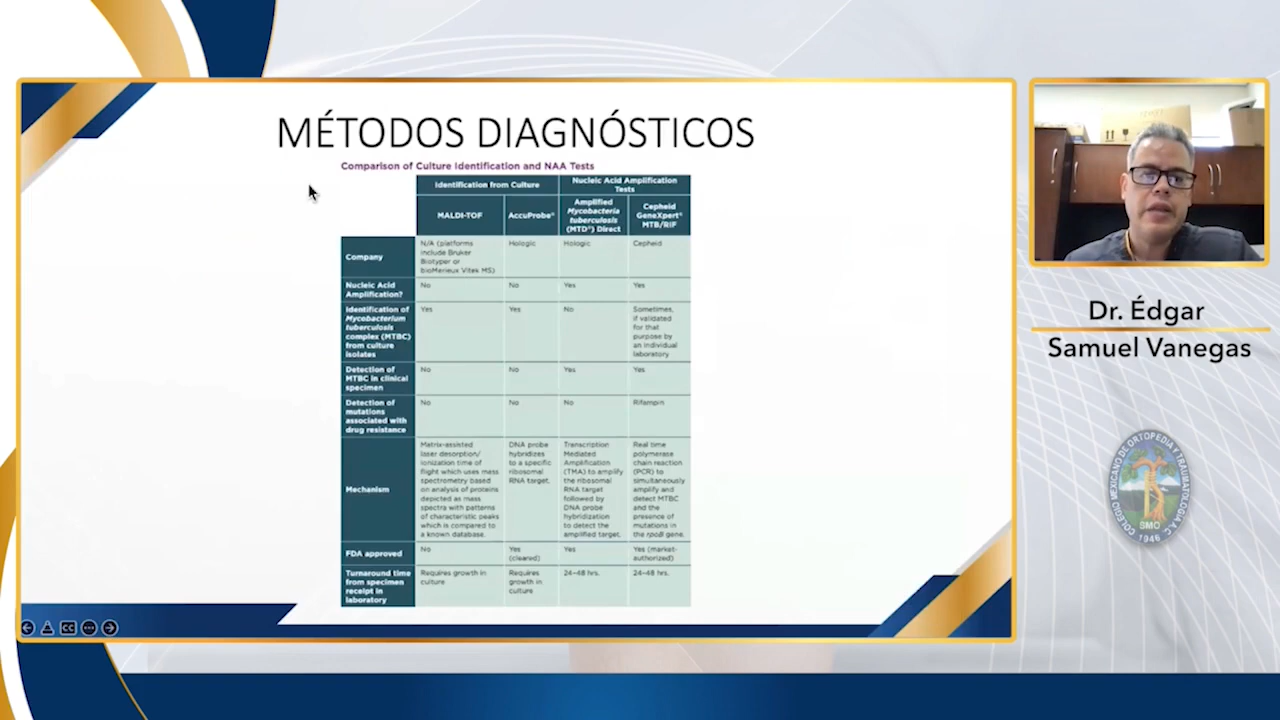 MÉTODOS DIAGNÓSTICOS
Comparison of Culture Identification and NAA Tests
Identification from Culture
Nucleic Acid Amplification
Tests
MALDI-TOF
AccuProbe®
Amplified
Mycobacteria
tuberculosis
(MTD®) Direct
Cepheid
GeneXpert®
MTB/RIF
Company
N/A (platforms
include Bruker
Biotyper or
bioMerieux Vitek MS)
Hologic
Hologic
Cepheid
Nucleic Acid
Amplification?
No
No
Yes
Yes
Identification of
Mycobacterium
tuberculosis
complex (MTBC)
from culture
isolates
Yes
Yes
No
Sometimes,
if validated
for that
purpose by
an individual
laboratory
Detection of
MTBC in clinical
specimen
No
No
Yes
Yes
Detection of
mutations
associated with
drug resistance
No
No
No
Rifampin
Mechanism
Matrix-assisted
laser desorption/
ionization time of
flight which uses mass
spectrometry based
on analysis of proteins
depicted as mass
spectra with patterns
of characteristic peaks
which is compared to
a known database.
DNA probe
hybridizes
to a specific
ribosomal
RNA target.
Transcription
Mediated
Amplification
(TMA) to amplify
the ribosomal
RNA target
followed by
DNA probe
hybridization
to detect the
amplified target.
Real time
polymerase
chain reaction
(PCR) to
simultaneously
amplify and
detect MTBC
and the
presence of
mutations in
the rpoB gene.
FDA approved
No
Yes
(cleared)
Yes
Yes (market-
authorized)
Turnaround time
from specimen
receipt in
laboratory
Requires growth in
culture
Requires
growth in
culture
24–48 hrs.
24–48 hrs.
CC
Dr. Édgar
Samuel Vanegas
COLEGIO MEXICANO DE ORTOPEDIA Y TRAUMATOLOGIA A.C.
SMO
1946